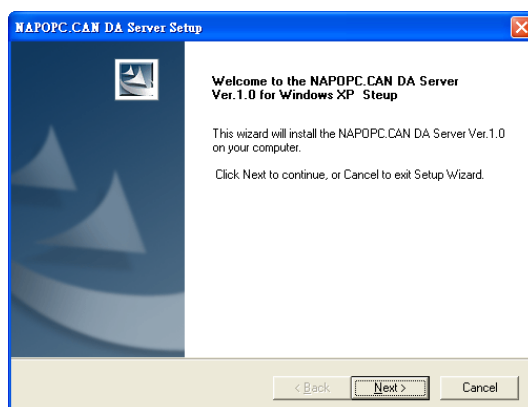 NAPOPC.CAN DA Server Setup
Welcome to the NAPOPC.CAN DA Server
Ver.1.0 for Windows XP Steup
This wizard will install the NAPOPC.CAN DA Server Ver.1.0
on your computer.
Click Next to continue, or Cancel to exit Setup Wizard.
< Back Next > Cancel